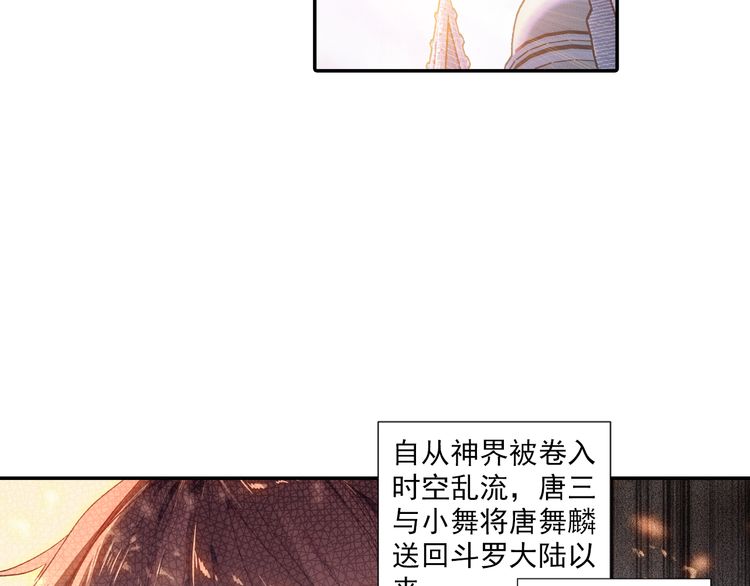 自从神界被卷入
时空乱流，唐三
与小舞将唐舞麟
送回斗罗大陆以